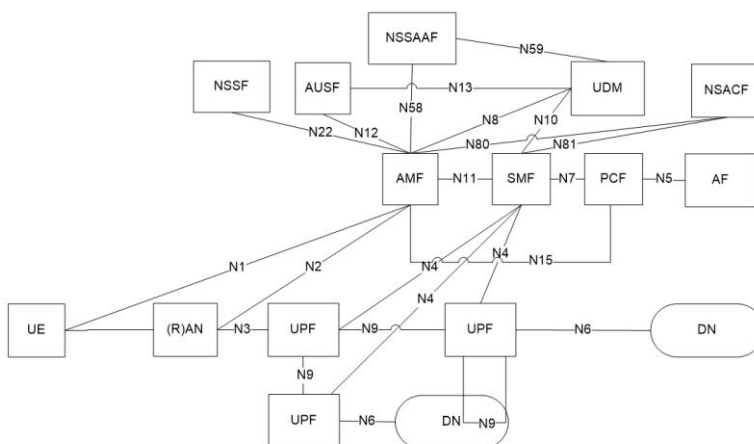 NSSAAF
N59
NSSF
AUSF
N13
UDM
NSACF
N58
N22
N12
N8
N10
N80
N81
AMF
N11
SMF
N7
PCF
N5
AF
N1
N2
N4
N4
N15
N4
UE
(R)AN
N3
UPF
N9
UPF
N6
DN
N9
UPF
N6
DN
N9